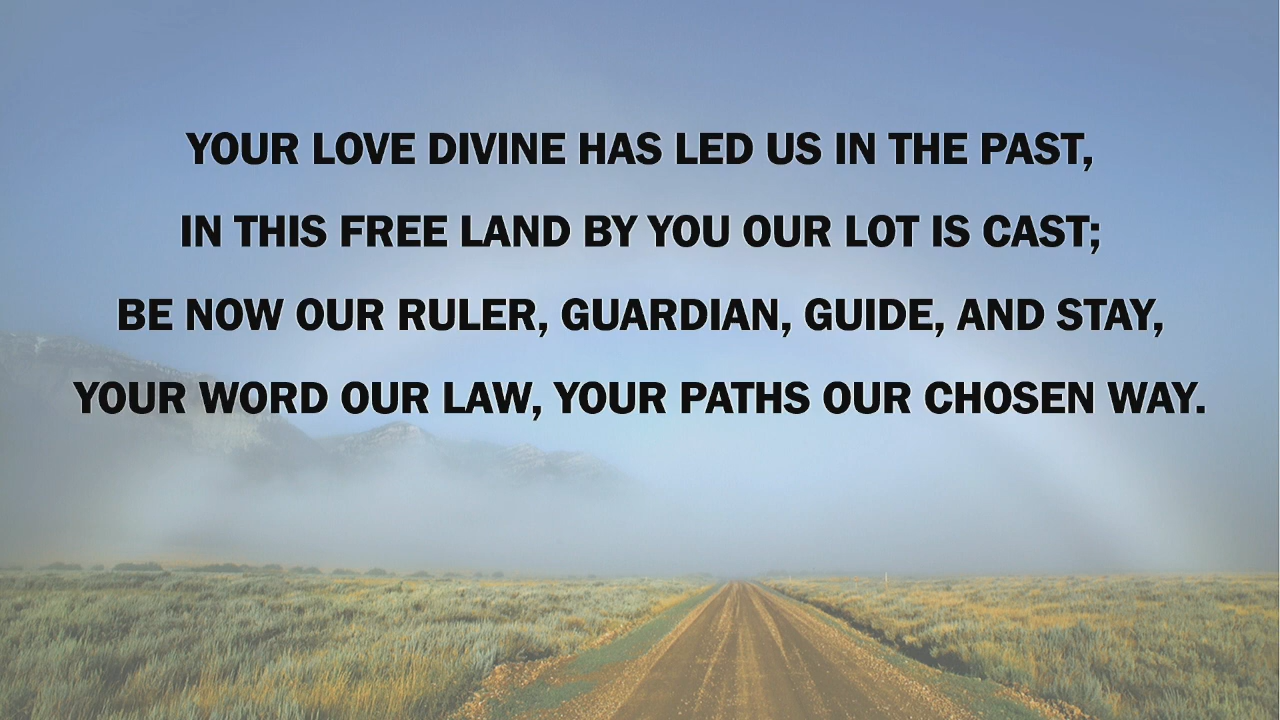 YOUR LOVE DIVINE HAS LED US IN THE PAST,
IN THIS FREE LAND BY YOU OUR LOT IS CAST;
BE NOW OUR RULER, GUARDIAN, GUIDE, AND STAY,
YOUR WORD OUR LAW, YOUR PATHS OUR CHOSEN WAY.